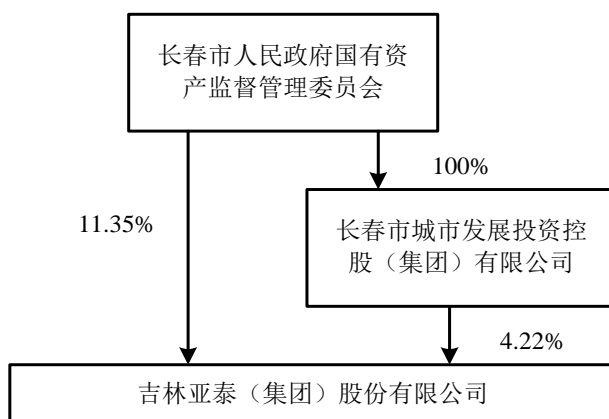 长春市人民政府国有资
产监督管理委员会
100%
11.35%
长春市城市发展投资控
股（集团）有限公司
4.22%
吉林亚泰（集团）股份有限公司